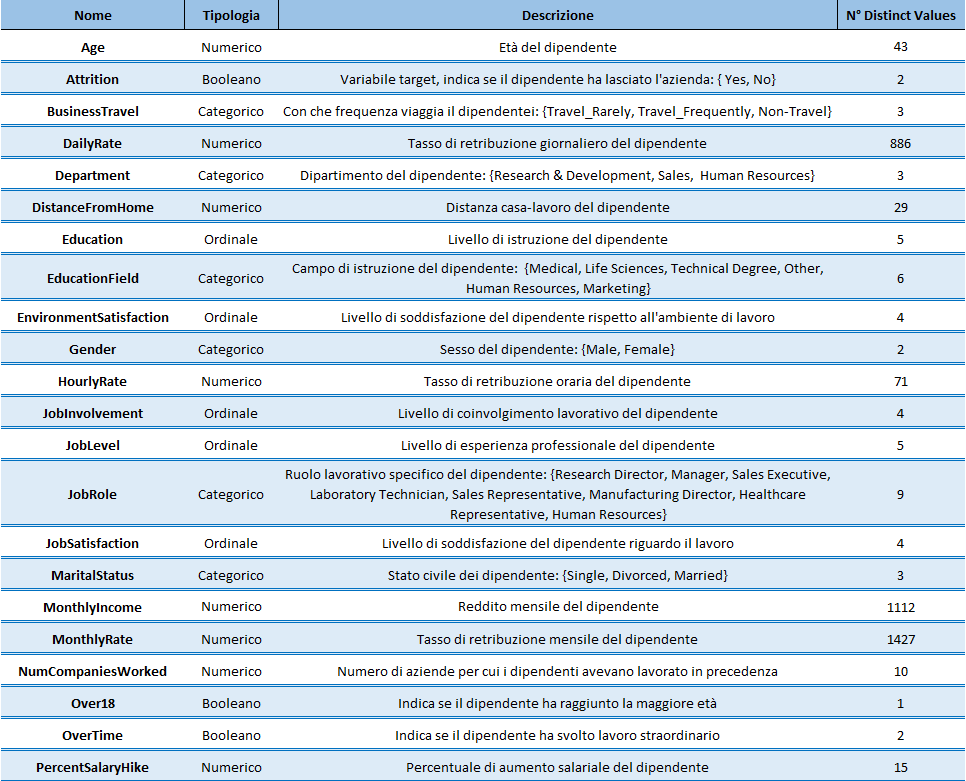 Nome Tipologia Descrizione N° Distinct Values
Age Numerico Età del dipendente 43
Attrition Booleano Variabile target, indica se il dipendente ha lasciato l'azienda: { Yes, No} 2
BusinessTravel Categorico Con che frequenza viaggia il dipendentei: {Travel_Rarely, Travel_Frequently, Non-Travel} 3
DailyRate Numerico Tasso di retribuzione giornaliero del dipendente 886
Department Categorico Dipartimento del dipendente: {Research & Development, Sales, Human Resources} 3
DistanceFromHome Numerico Distanza casa-lavoro del dipendente 29
Education Ordinale Livello di istruzione del dipendente 5
EducationField Categorico Campo di istruzione del dipendente: {Medical, Life Sciences, Technical Degree, Other,
Human Resources, Marketing} 6
EnvironmentSatisfaction Ordinale Livello di soddisfazione del dipendente rispetto all'ambiente di lavoro 4
Gender Categorico Sesso del dipendente: {Male, Female} 2
HourlyRate Numerico Tasso di retribuzione oraria del dipendente 71
JobInvolvement Ordinale Livello di coinvolgimento lavorativo del dipendente 4
JobLevel Ordinale Livello di esperienza professionale del dipendente 5
JobRole Categorico Ruolo lavorativo specifico del dipendente: {Research Director, Manager, Sales Executive,
Laboratory Technician, Sales Representative, Manufacturing Director, Healthcare
Representative, Human Resources} 9
JobSatisfaction Ordinale Livello di soddisfazione del dipendente riguardo il lavoro 4
MaritalStatus Categorico Stato civile dei dipendente: {Single, Divorced, Married} 3
MonthlyIncome Numerico Reddito mensile del dipendente 1112
MonthlyRate Numerico Tasso di retribuzione mensile del dipendente 1427
NumCompaniesWorked Numerico Numero di aziende per cui i dipendenti avevano lavorato in precedenza 10
Over18 Booleano Indica se il dipendente ha raggiunto la maggiore età 1
OverTime Booleano Indica se il dipendente ha svolto lavoro straordinario 2
PercentSalaryHike Numerico Percentuale di aumento salariale del dipendente 15